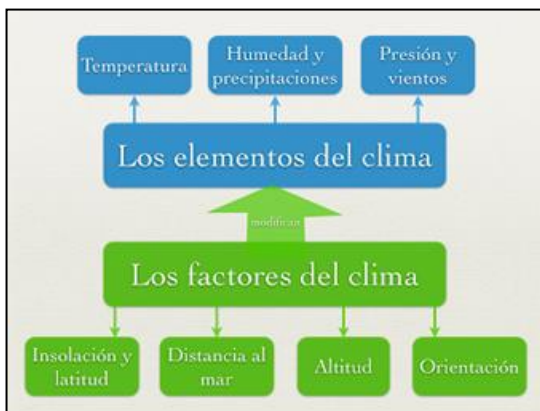 Temperatura
Humedad y
precipitaciones
Presión y
vientos
Los elementos del clima
modifican
Los factores del clima
Insolación y
latitud
Distancia al
mar
Altitud
Orientación